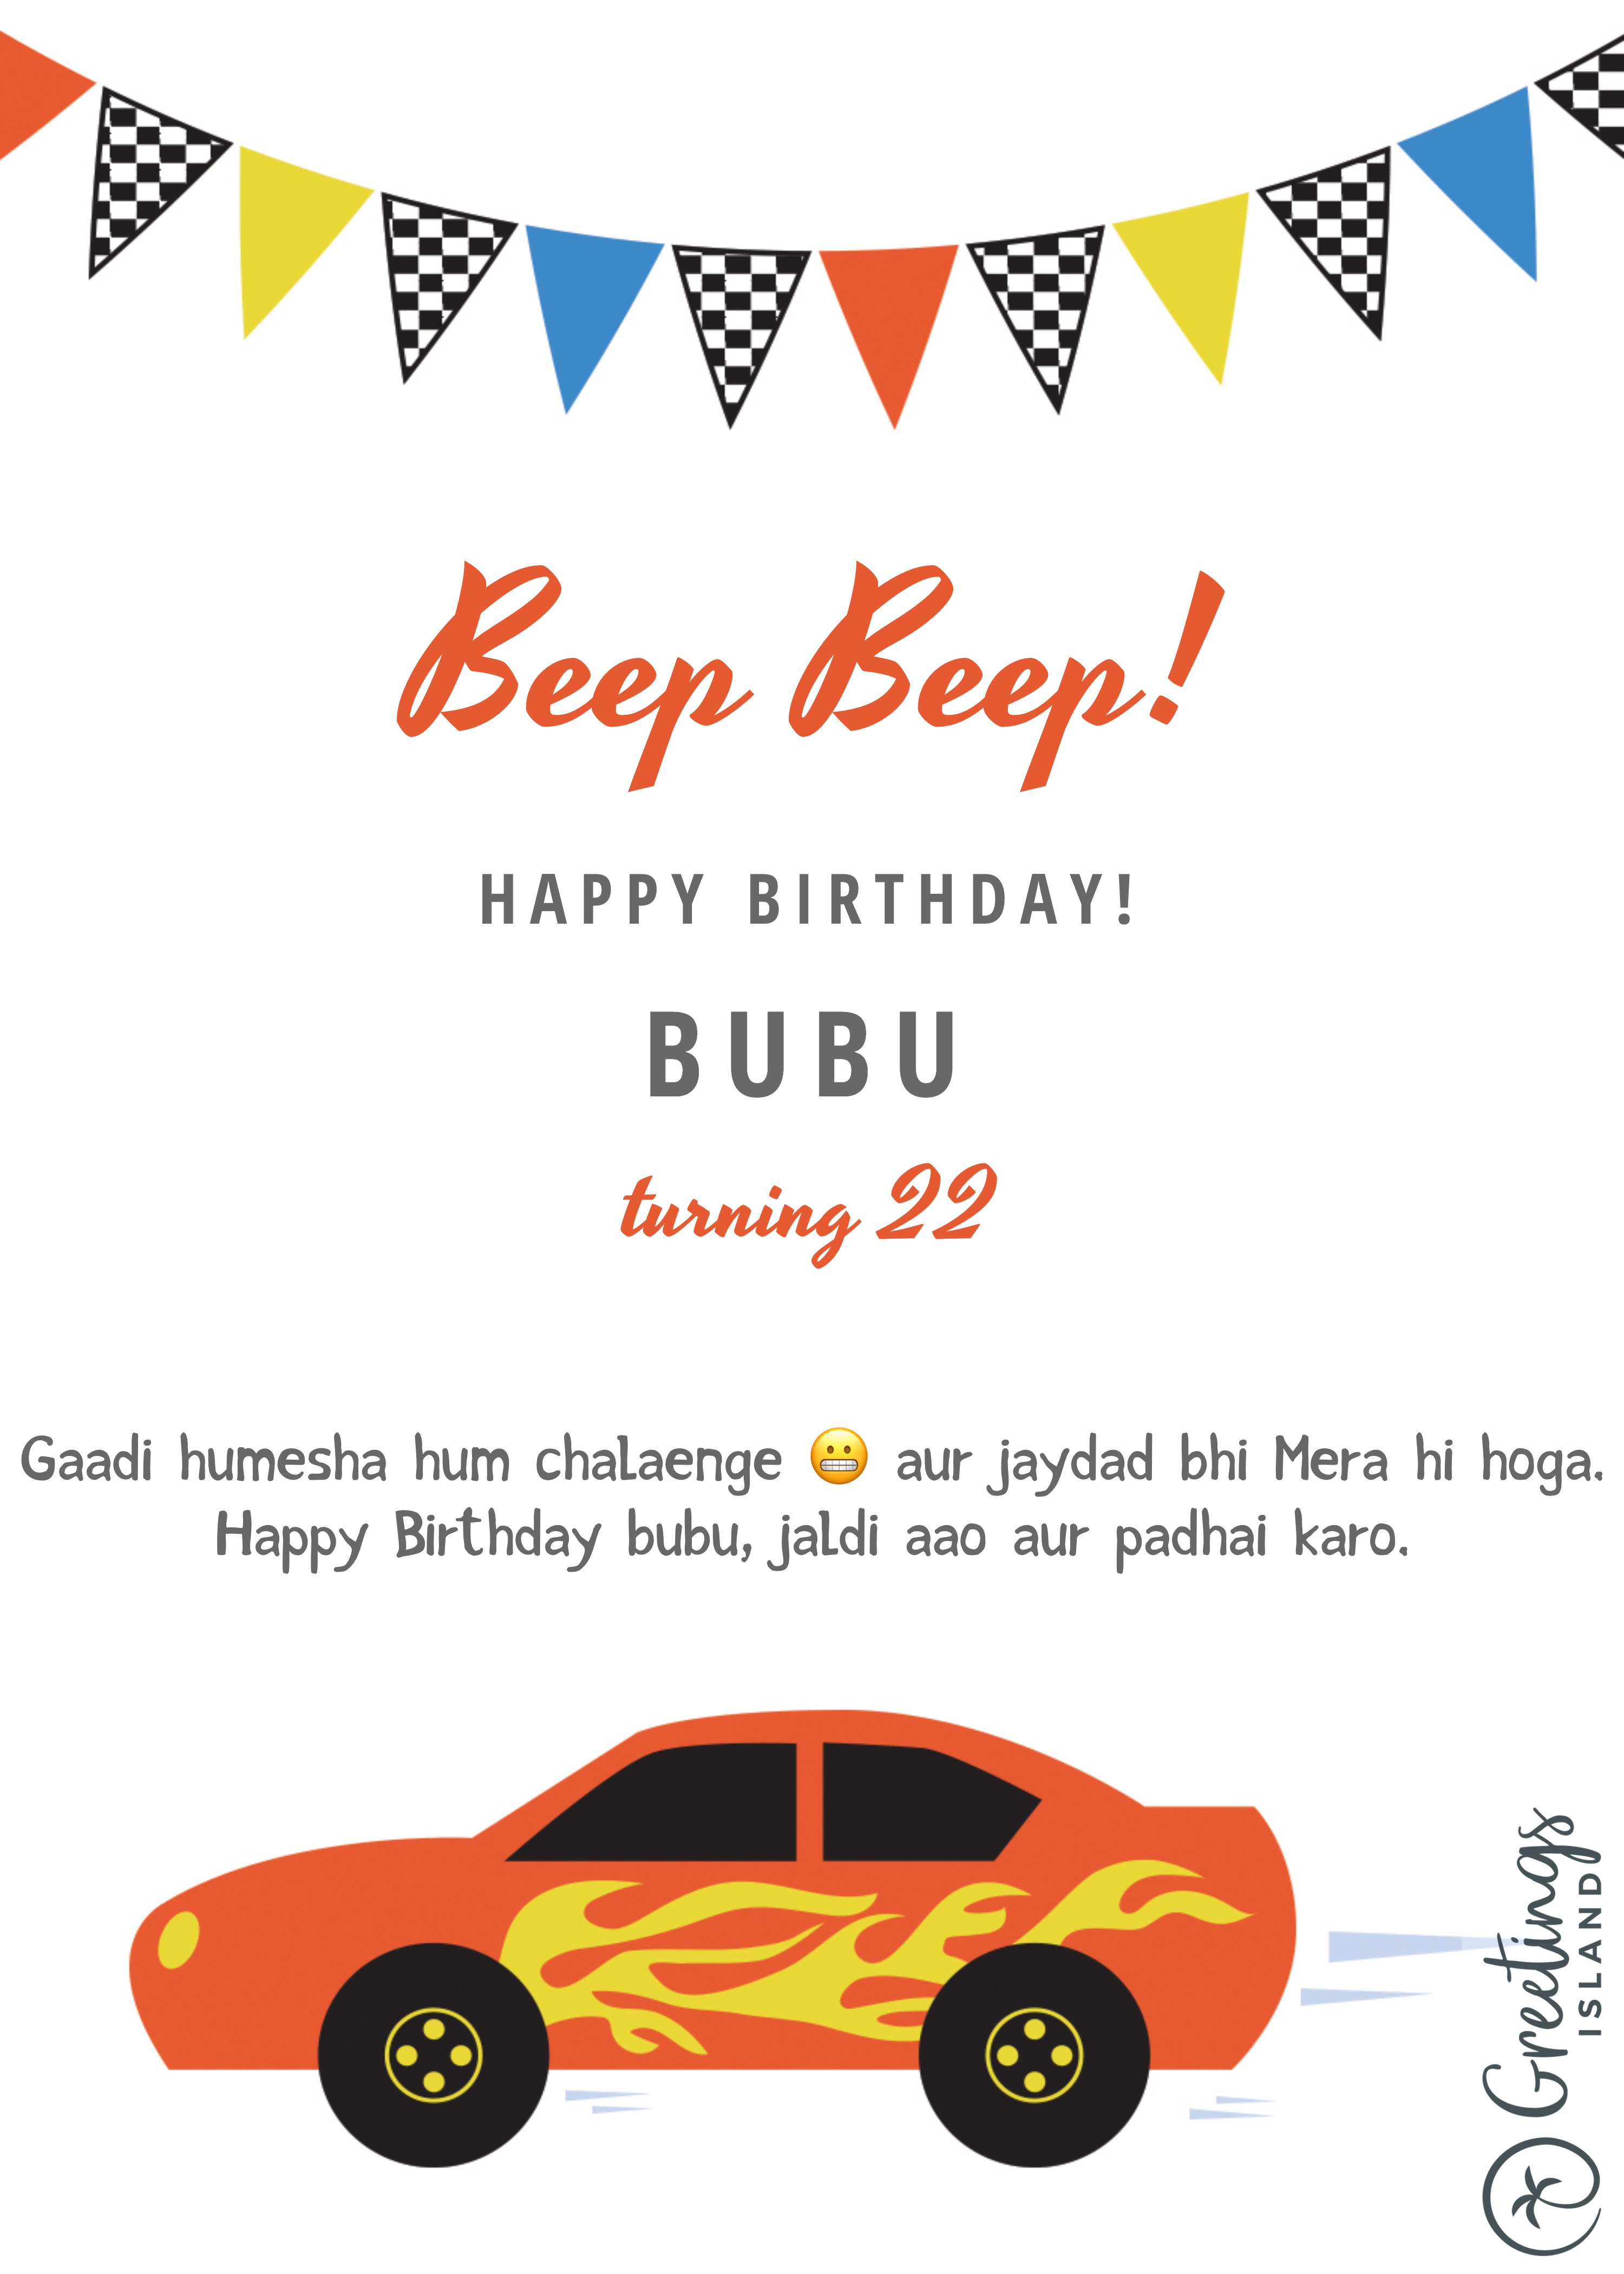 Beep Beep!
HAPPY BIRTHDAY!
BUBU
turning 22
Gaadi humesha hum chalaenge 😬 aur jaydad bhi Mera hi hoga.
Happy Birthday bubu, jaldi aao aur padhai karo.
Greetings
ISLAND